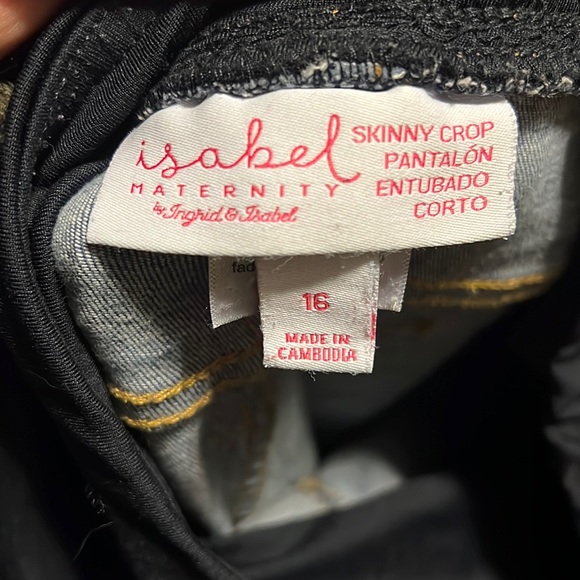 isabel
MATERNITY
by Ingrid & Isabel
SKINNY CROP
PANTALÓN
ENTUBADO
CORTO
16
MADE IN
CAMBODIA